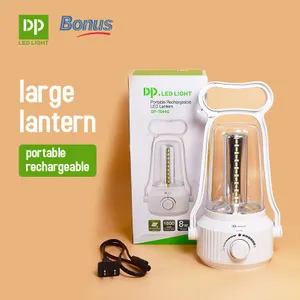 DP
LED LIGHT
Bonus
large
lantern
portable
rechargeable
DP.LED LIGHT
Portable Rechargeable
LED Lantern